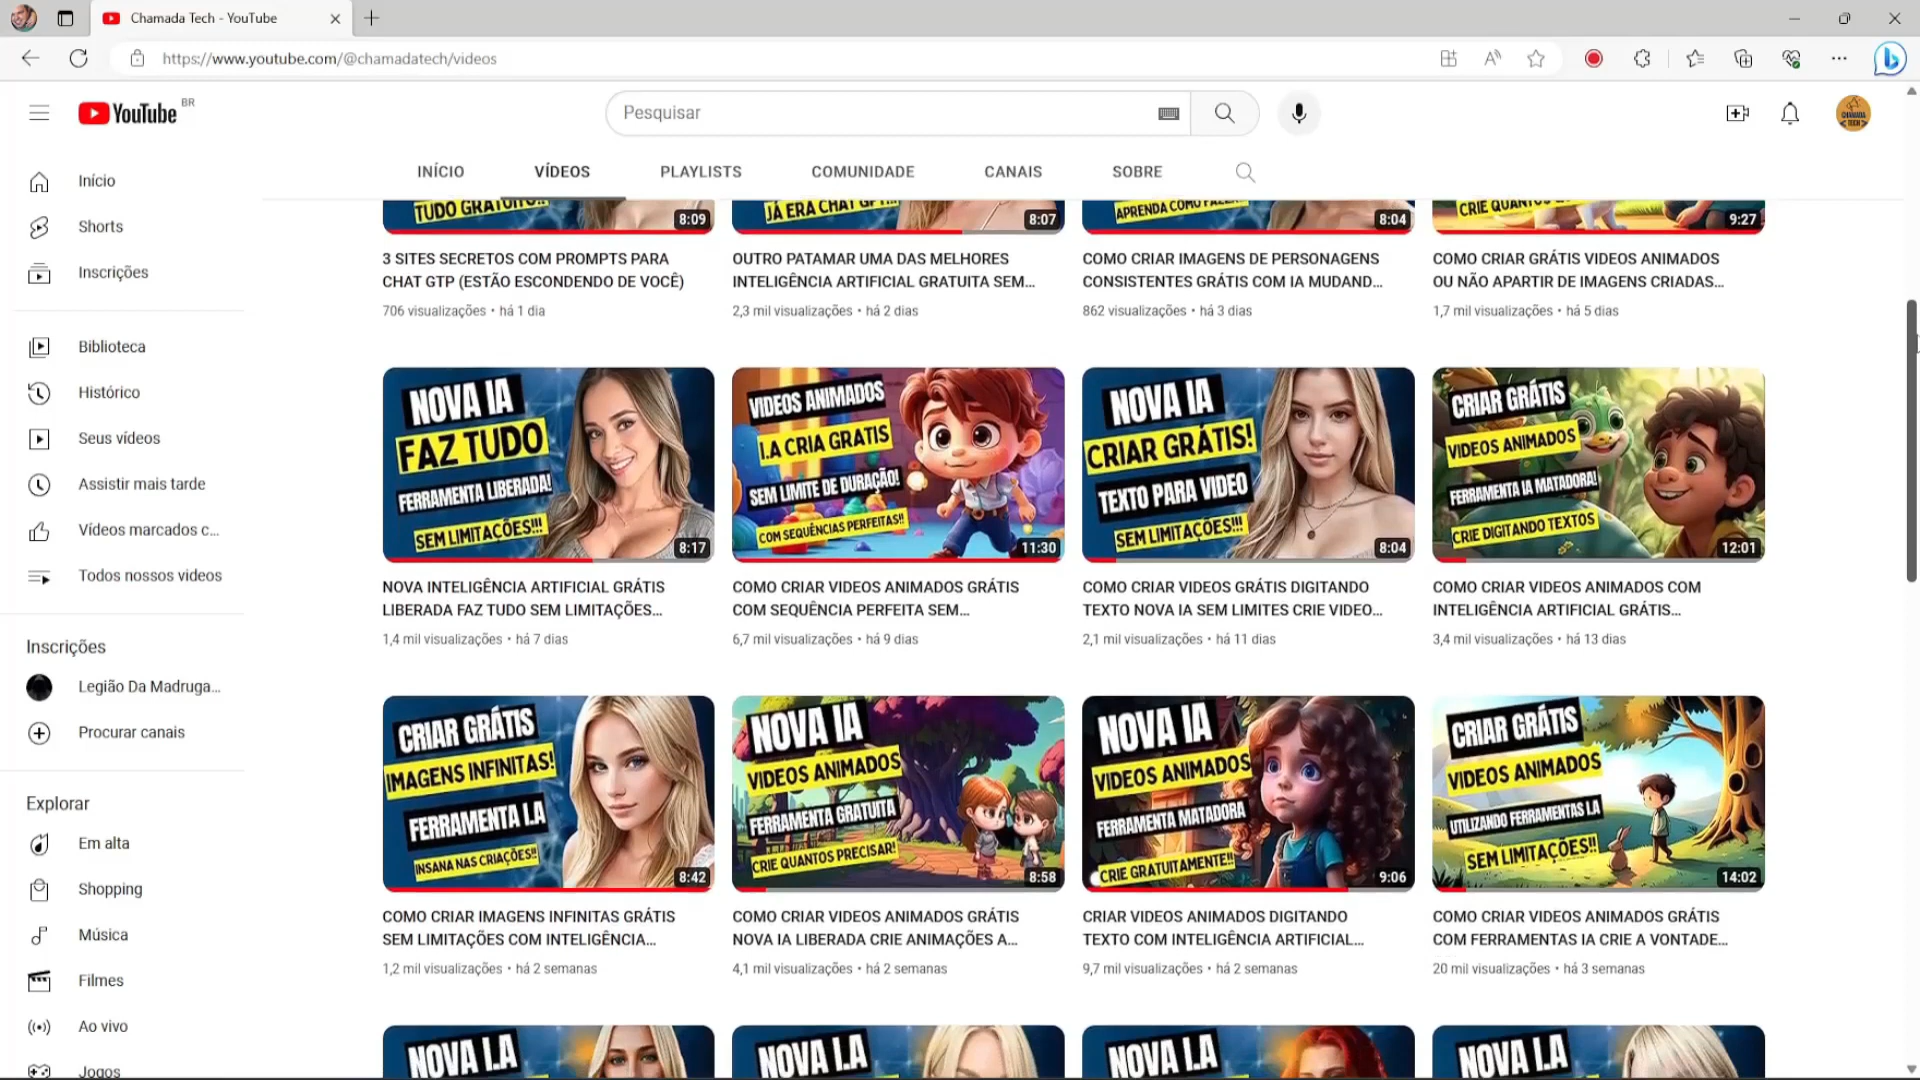 Chamada Tech - YouTube
https://www.youtube.com/@chamadatech/videos
YouTube BR
Pesquisar
CHAMADA TECH
INÍCIO VÍDEOS PLAYLISTS COMUNIDADE CANAIS SOBRE
Início
Shorts
Inscrições
Biblioteca
Histórico
Seus vídeos
Assistir mais tarde
Vídeos marcados c...
Todos nossos videos
Inscrições
Legião Da Madruga...
Procurar canais
Explorar
Em alta
Shopping
Música
Filmes
Ao vivo
Jogos
TUDO GRATUITO!!
8:09
3 SITES SECRETOS COM PROMPTS PARA
CHAT GTP (ESTÃO ESCONDENDO DE VOCÊ)
706 visualizações • há 1 dia
JÁ ERA CHAT GPT!!..
8:07
OUTRO PATAMAR UMA DAS MELHORES
INTELIGÊNCIA ARTIFICIAL GRATUITA SEM...
2,3 mil visualizações • há 2 dias
APRENDA COMO FAZER...
8:04
COMO CRIAR IMAGENS DE PERSONAGENS
CONSISTENTES GRÁTIS COM IA MUDAND...
862 visualizações • há 3 dias
CRIE QUANTOS
9:27
COMO CRIAR GRÁTIS VIDEOS ANIMADOS
OU NÃO APARTIR DE IMAGENS CRIADAS...
1,7 mil visualizações • há 5 dias
NOVA IA
FAZ TUDO
FERRAMENTA LIBERADA!
SEM LIMITAÇÕES!!!
8:17
NOVA INTELIGÊNCIA ARTIFICIAL GRÁTIS
LIBERADA FAZ TUDO SEM LIMITAÇÕES...
1,4 mil visualizações • há 7 dias
VIDEOS ANIMADOS
I.A CRIA GRATIS
SEM LIMITE DE DURAÇÃO!
COM SEQUÊNCIAS PERFEITAS!!
11:30
COMO CRIAR VIDEOS ANIMADOS GRÁTIS
COM SEQUÊNCIA PERFEITA SEM...
6,7 mil visualizações • há 9 dias
NOVA IA
CRIAR GRÁTIS!
TEXTO PARA VIDEO
SEM LIMITAÇÕES!!!
8:04
COMO CRIAR VIDEOS GRÁTIS DIGITANDO
TEXTO NOVA IA SEM LIMITES CRIE VIDEO...
2,1 mil visualizações • há 11 dias
CRIAR GRÁTIS
VIDEOS ANIMADOS
FERRAMENTA IA MATADORA!
CRIE DIGITANDO TEXTOS
12:01
COMO CRIAR VIDEOS ANIMADOS COM
INTELIGÊNCIA ARTIFICIAL GRÁTIS...
3,4 mil visualizações • há 13 dias
CRIAR GRÁTIS
IMAGENS INFINITAS!
FERRAMENTA I.A
INSANA NAS CRIAÇÕES!!
8:42
COMO CRIAR IMAGENS INFINITAS GRÁTIS
SEM LIMITAÇÕES COM INTELIGÊNCIA...
1,2 mil visualizações • há 2 semanas
NOVA IA
VIDEOS ANIMADOS
FERRAMENTA GRATUITA
CRIE QUANTOS PRECISAR!
8:58
COMO CRIAR VIDEOS ANIMADOS GRÁTIS
NOVA IA LIBERADA CRIE ANIMAÇÕES A...
4,1 mil visualizações • há 2 semanas
NOVA IA
VIDEOS ANIMADOS
FERRAMENTA MATADORA
CRIE GRATUITAMENTE!!
9:06
CRIAR VIDEOS ANIMADOS DIGITANDO
TEXTO COM INTELIGÊNCIA ARTIFICIAL...
9,7 mil visualizações • há 2 semanas
CRIAR GRÁTIS
VIDEOS ANIMADOS
UTILIZANDO FERRAMENTAS I.A
SEM LIMITAÇÕES!!
14:02
COMO CRIAR VIDEOS ANIMADOS GRÁTIS
COM FERRAMENTAS IA CRIE A VONTADE...
20 mil visualizações • há 3 semanas
NOVA I.A
NOVA I.A
NOVA I.A
NOVA I.A